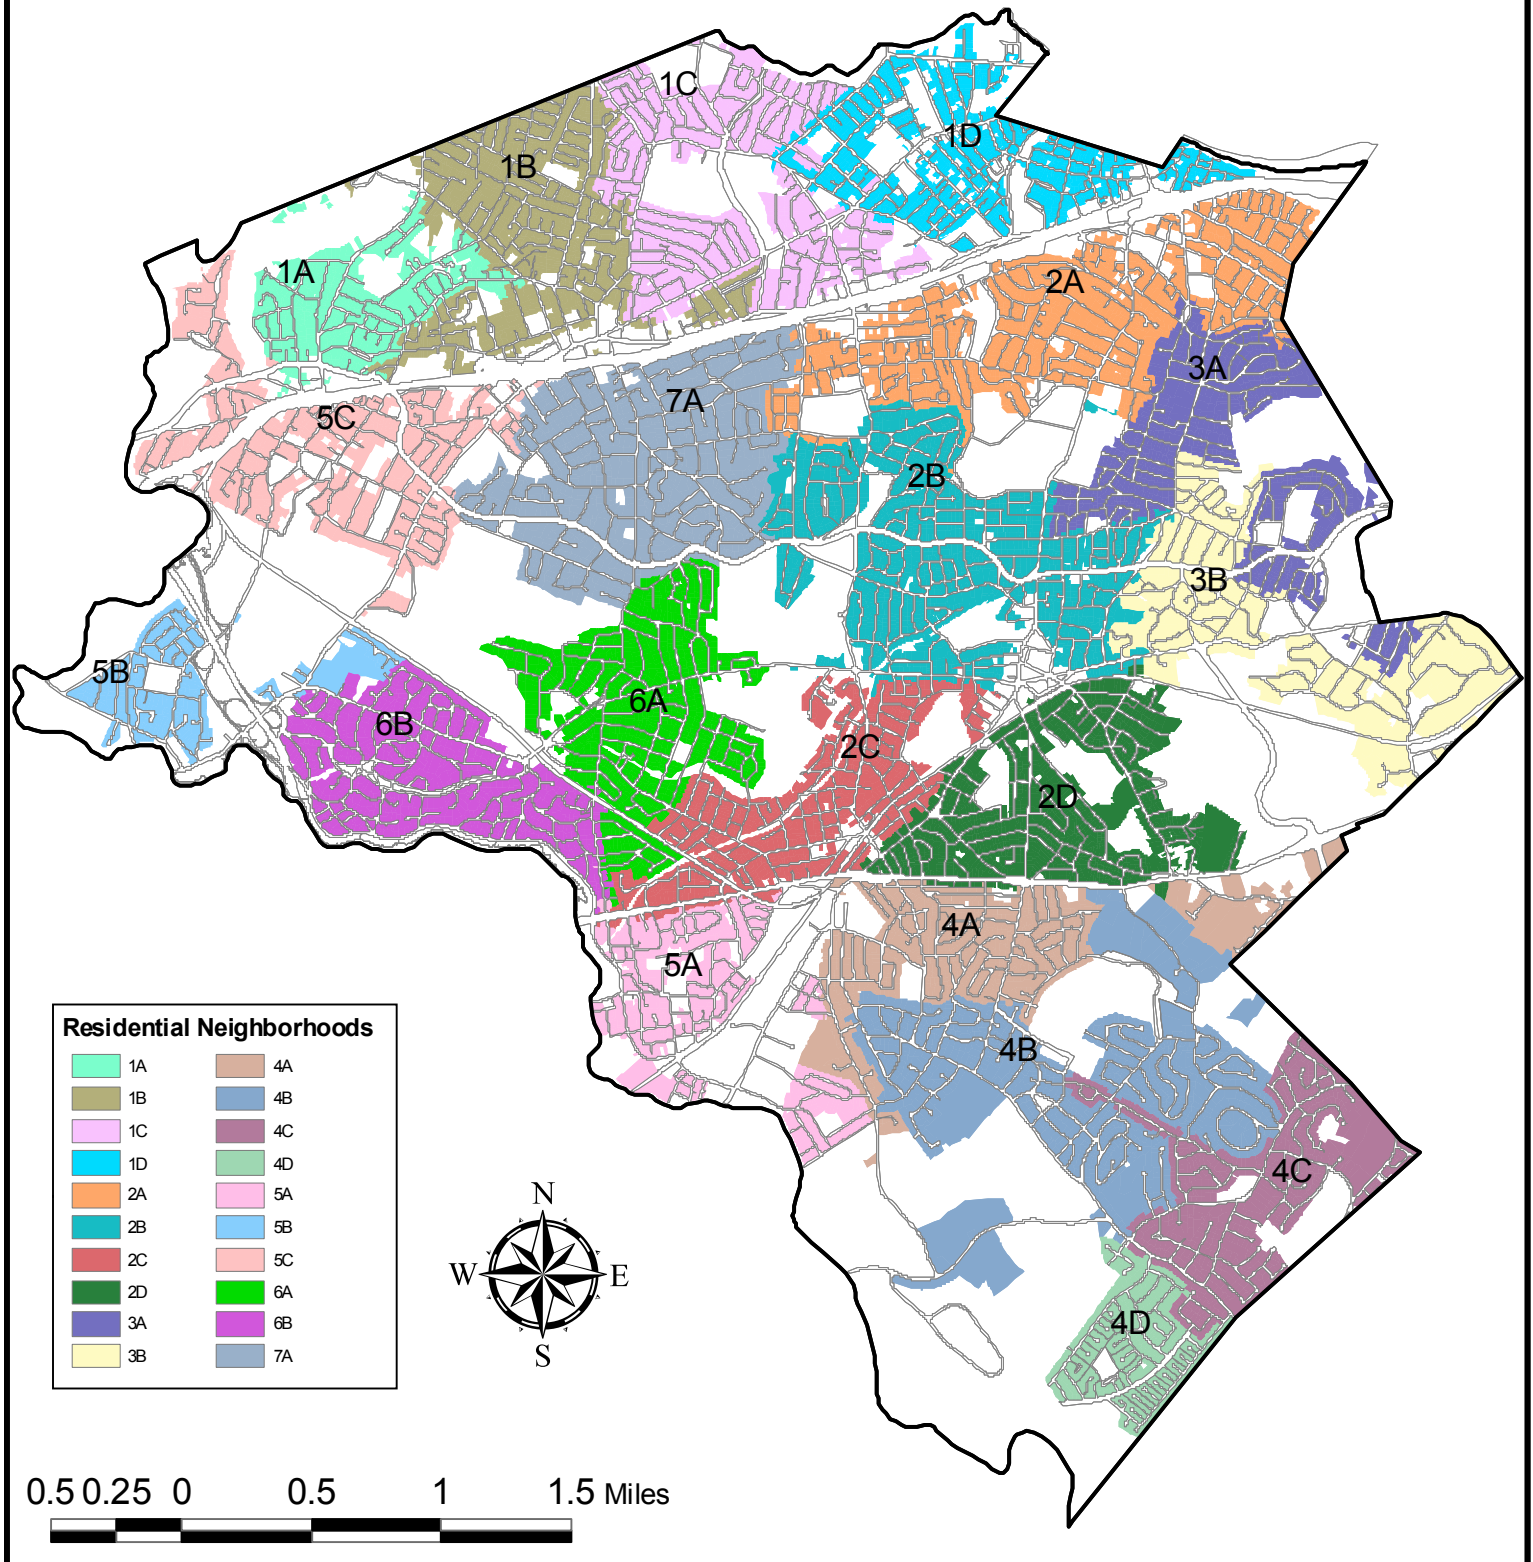 1C
1D
1B
1A
2A
3A
7A
5C
2B
3B
5B
6A
6B
2C
2D
4A
5A
4B
4C
4D
Residential Neighborhoods
1A 4A
1B 4B
1C 4C
1D 4D
2A 5A
2B 5B
2C 5C
2D 6A
3A 6B
3B 7A
N
W E
S
0.5 0.25 0 0.5 1 1.5 Miles